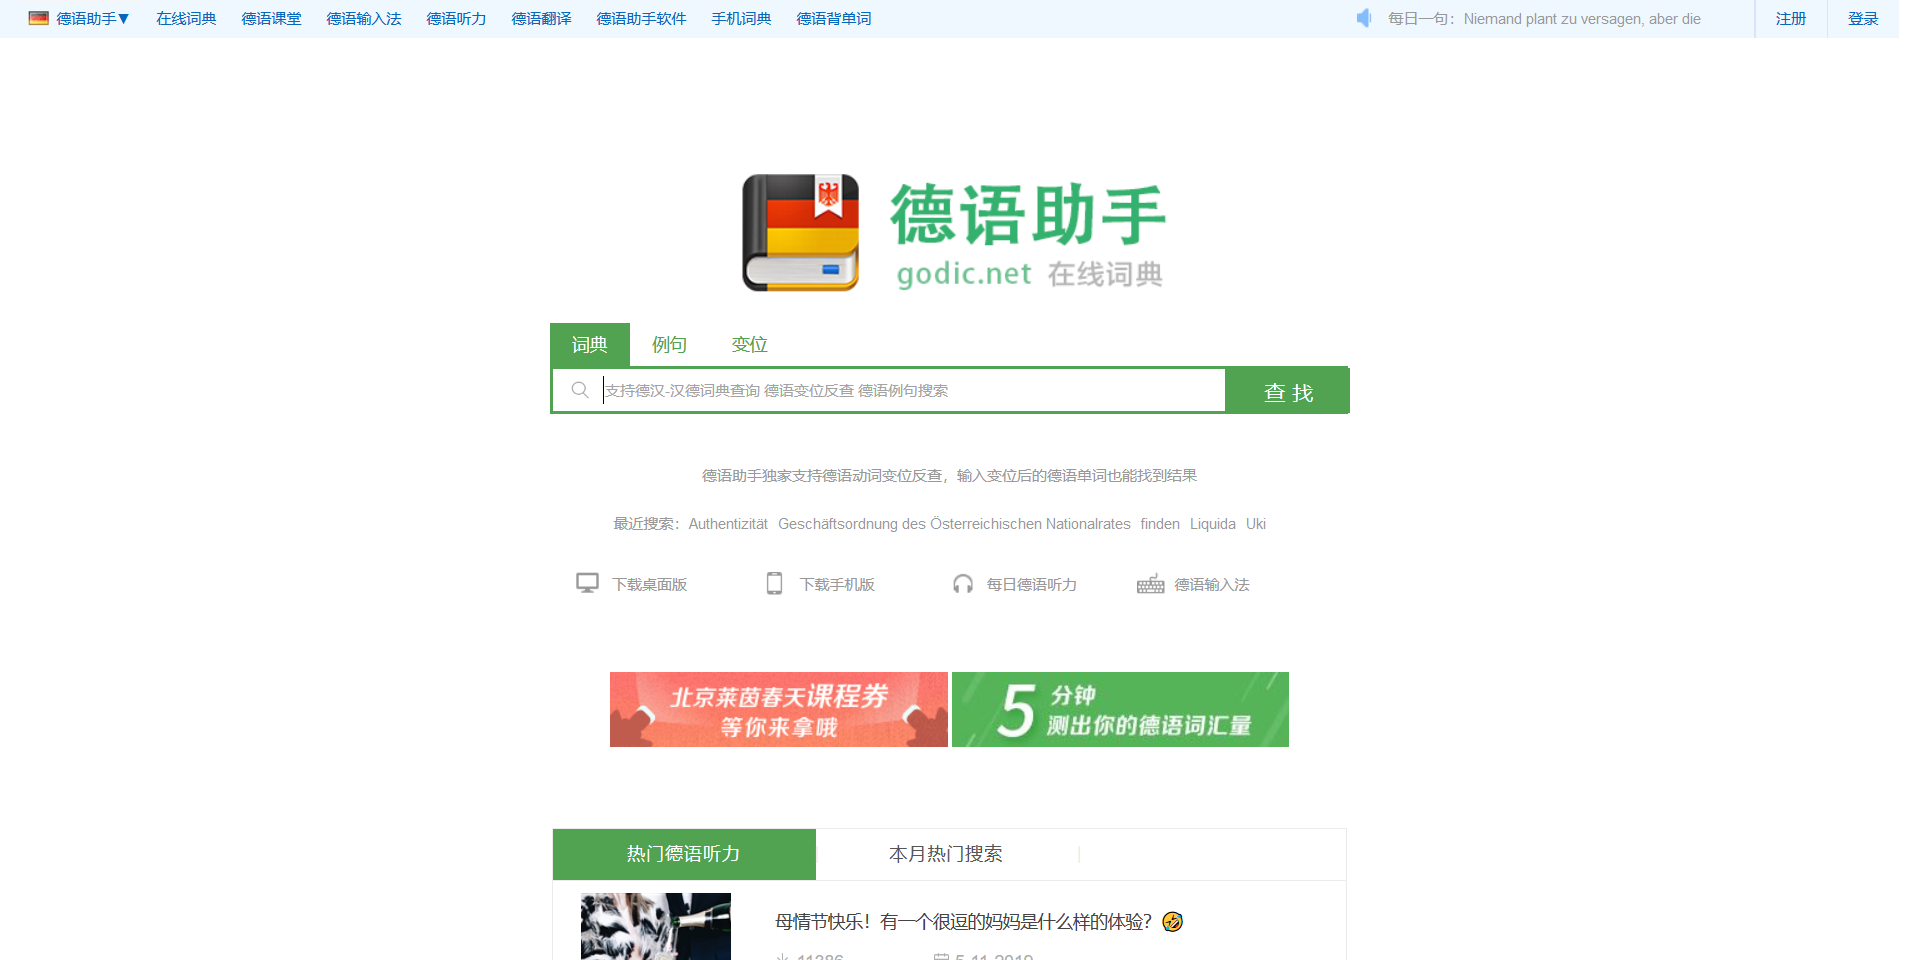 德语助手▼ 在线词典 德语课堂 德语输入法 德语听力 德语翻译 德语助手软件 手机词典 德语背单词 每日一句：Niemand plant zu versagen, aber die 注册 登录
德语助手
godic.net 在线词典
词典 例句 变位
支持德汉-汉德词典查询 德语变位反查 德语例句搜索 查 找
德语助手独家支持德语动词变位反查，输入变位后的德语单词也能找到结果
最近搜索：Authentizität Geschäftsordnung des Österreichischen Nationalrates finden Liquida Uki
下载桌面版 下载手机版 每日德语听力 德语输入法
北京莱茵春天课程券
等你来拿哦
5 分钟
测出你的德语词汇量
热门德语听力 本月热门搜索
母情节快乐！有一个很逗的妈妈是什么样的体验？🤣
11386 5-11-2019